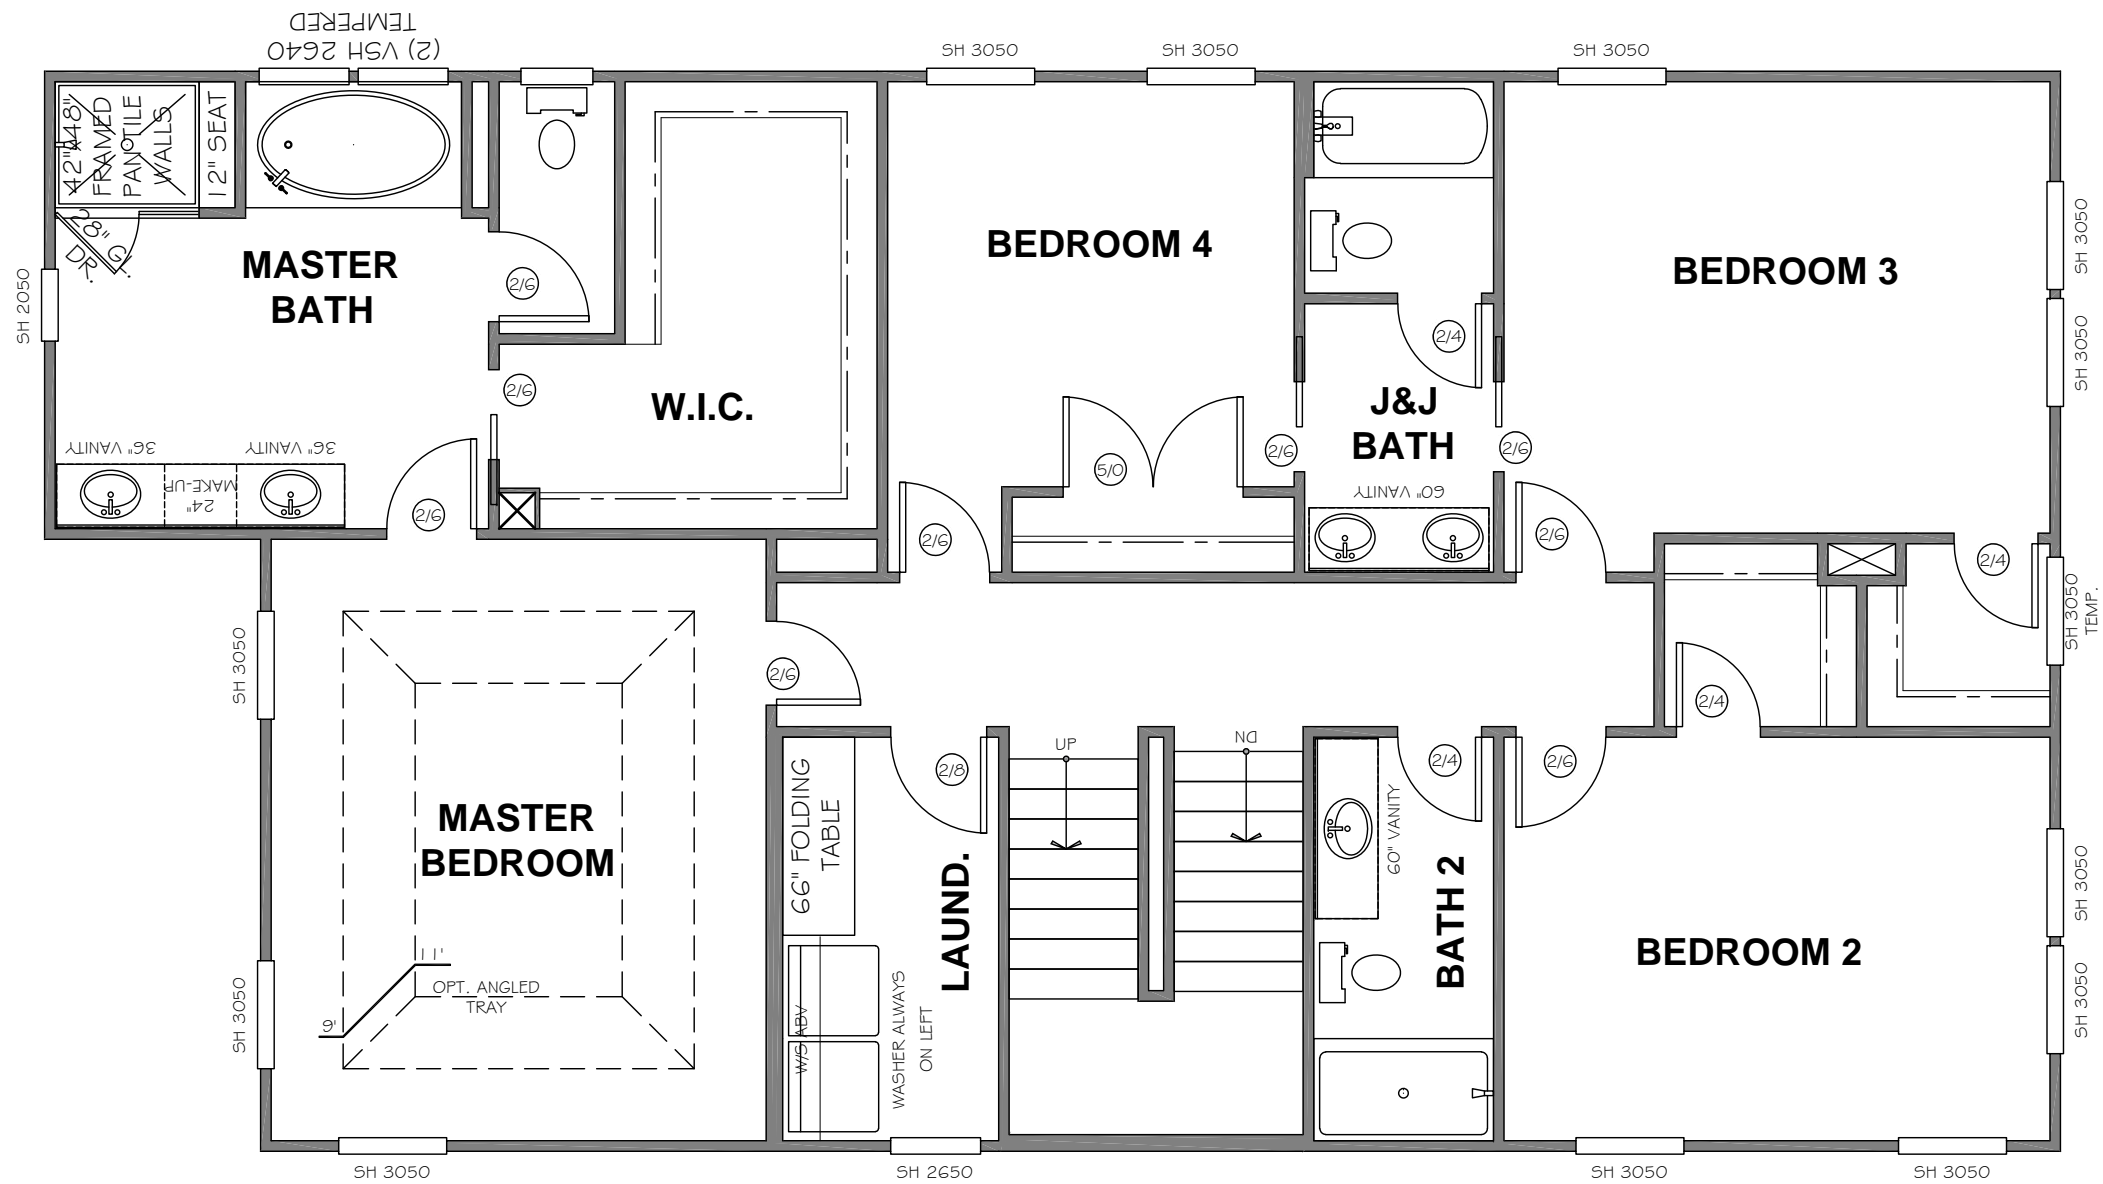 (2) VSH 2640
TEMPERED
SH 3050
SH 3050
SH 3050
42"x48"
FRAMED
PAN TILE
WALLS
12" SEAT
28" GL.
DR.
SH 2050
MASTER
BATH
2/6
2/6
W.I.C.
36" VANITY
24"
MAKE-UP
36" VANITY
2/6
BEDROOM 4
5/0
2/6
2/6
2/4
J&J
BATH
2/6
60" VANITY
BEDROOM 3
SH 3050
SH 3050
2/6
2/4
SH 3050
TEMP.
2/4
SH 3050
2/6
MASTER
BEDROOM
11'
9'
OPT. ANGLED
TRAY
SH 3050
SH 3050
66" FOLDING
TABLE
2/8
LAUND.
W/S ABV
WASHER ALWAYS
ON LEFT
SH 2650
UP
DN
2/4
60" VANITY
BATH 2
2/6
BEDROOM 2
SH 3050
SH 3050
SH 3050
SH 3050